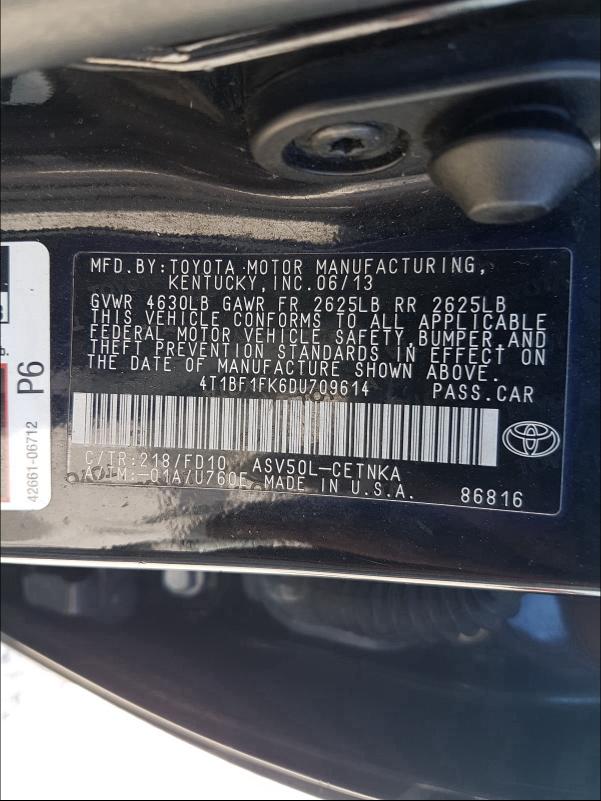 MFD.BY:TOYOTA MOTOR MANUFACTURING,
KENTUCKY,INC.06/13
GVWR 4630LB GAWR FR 2625LB RR 2625LB
THIS VEHICLE CONFORMS TO ALL APPLICABLE
FEDERAL MOTOR VEHICLE SAFETY,BUMPER,AND
THEFT PREVENTION STANDARDS IN EFFECT ON
THE DATE OF MANUFACTURE SHOWN ABOVE.
4T1BF1FK6DU709614 PASS.CAR
C/TR:218/FD10 ASV50L-CETNKA
A/TM:-01A/U760E MADE IN U.S.A. 86816
P6
42661-06712